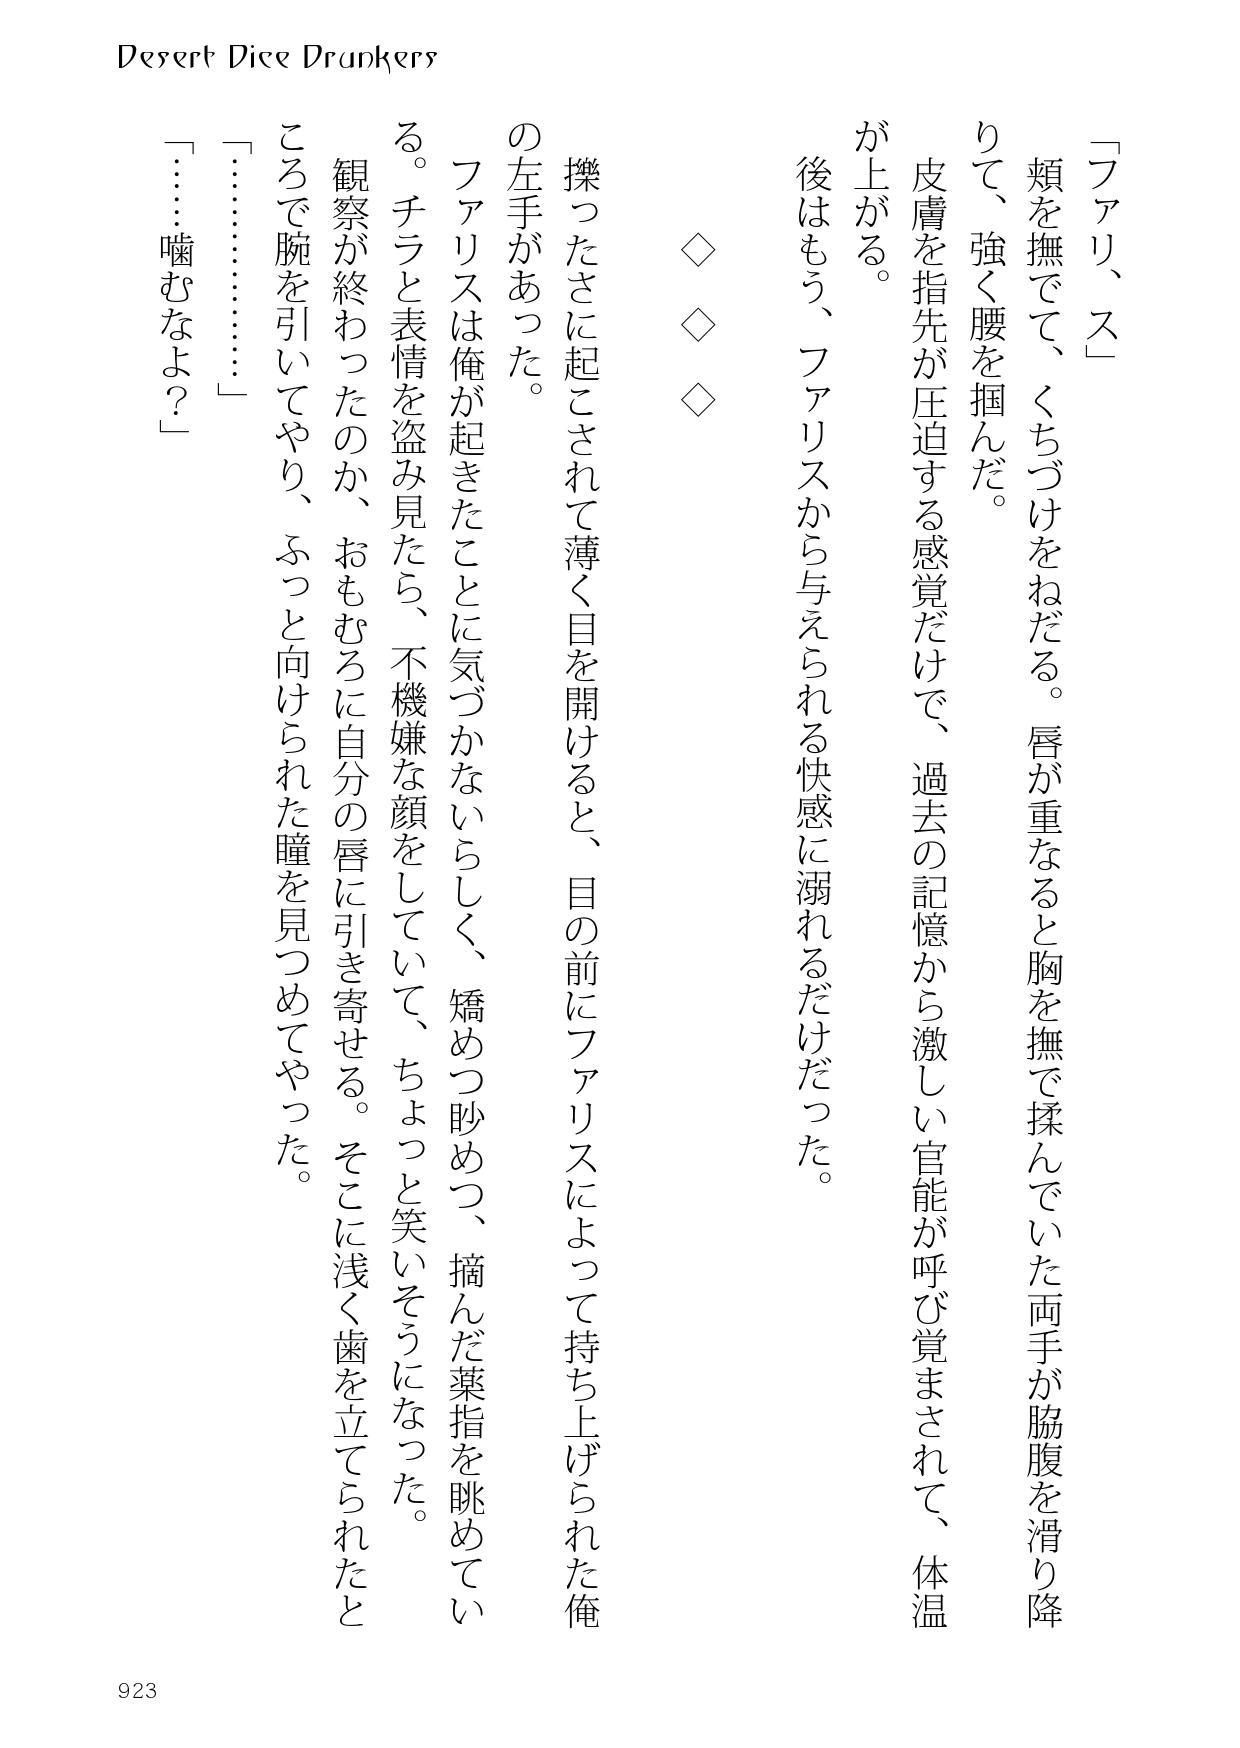 Desert Dice Drunkers
「ファリ、ス」
　頬を撫でて、くちづけをねだる。唇が重なると胸を撫で揉んでいた両手が脇腹を滑り降
りて、強く腰を掴んだ。
　皮膚を指先が圧迫する感覚だけで、過去の記憶から激しい官能が呼び覚まされて、体温
が上がる。
　後はもう、ファリスから与えられる快感に溺れるだけだった。
◇　◇　◇
　擽ったさに起こされて薄く目を開けると、目の前にファリスによって持ち上げられた俺
の左手があった。
　ファリスは俺が起きたことに気づかないらしく、矯めつ眇めつ、摘んだ薬指を眺めてい
る。チラと表情を盗み見たら、不機嫌な顔をしていて、ちょっと笑いそうになった。
　観察が終わったのか、おもむろに自分の唇に引き寄せる。そこに浅く歯を立てられたと
ころで腕を引いてやり、ふっと向けられた瞳を見つめてやった。
「……………」
「……噛むなよ？」
923